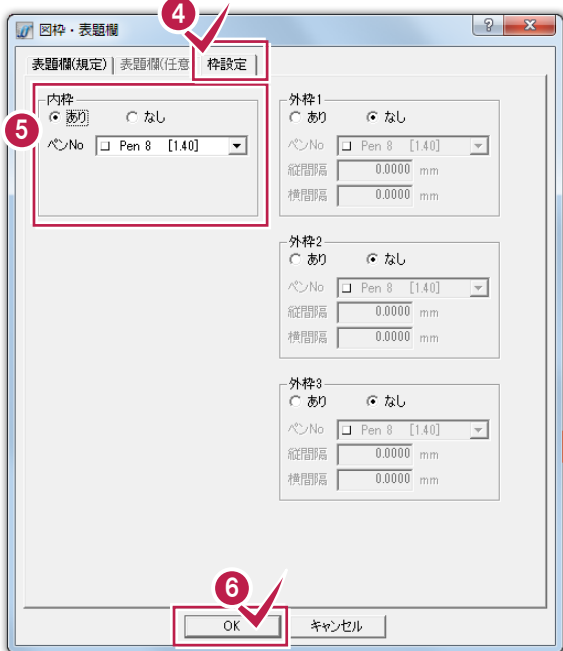 図枠・表題欄
4
表題欄(規定) 表題欄(任意 枠設定
5
内枠
あり なし
ペンNo Pen 8 [1.40]
外枠1
あり なし
ペンNo Pen 8 [1.40]
縦間隔 0.0000 mm
横間隔 0.0000 mm
外枠2
あり なし
ペンNo Pen 8 [1.40]
縦間隔 0.0000 mm
横間隔 0.0000 mm
外枠3
あり なし
ペンNo Pen 8 [1.40]
縦間隔 0.0000 mm
横間隔 0.0000 mm
6
OK キャンセル